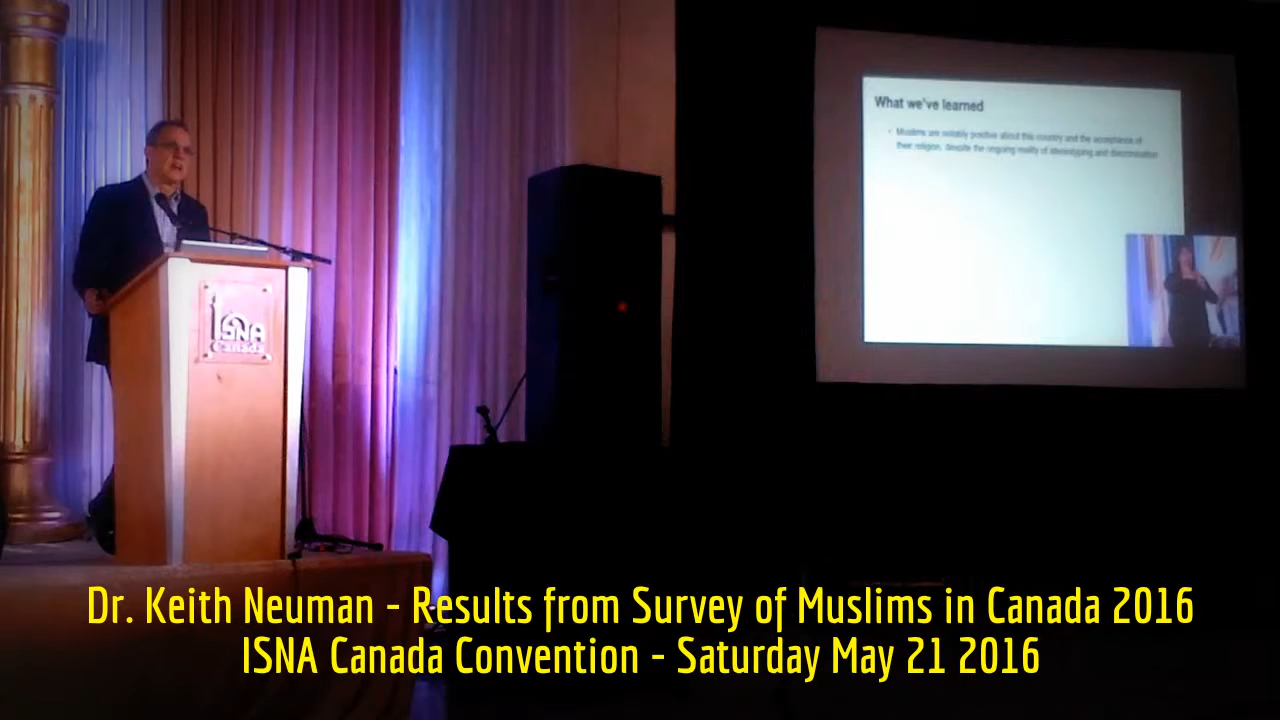 What we've learned
• Muslims are notably positive about this country and the acceptance of
their religion, despite the ongoing reality of stereotyping and discrimination
ISNA
Canada
Dr. Keith Neuman - Results from Survey of Muslims in Canada 2016
ISNA Canada Convention - Saturday May 21 2016